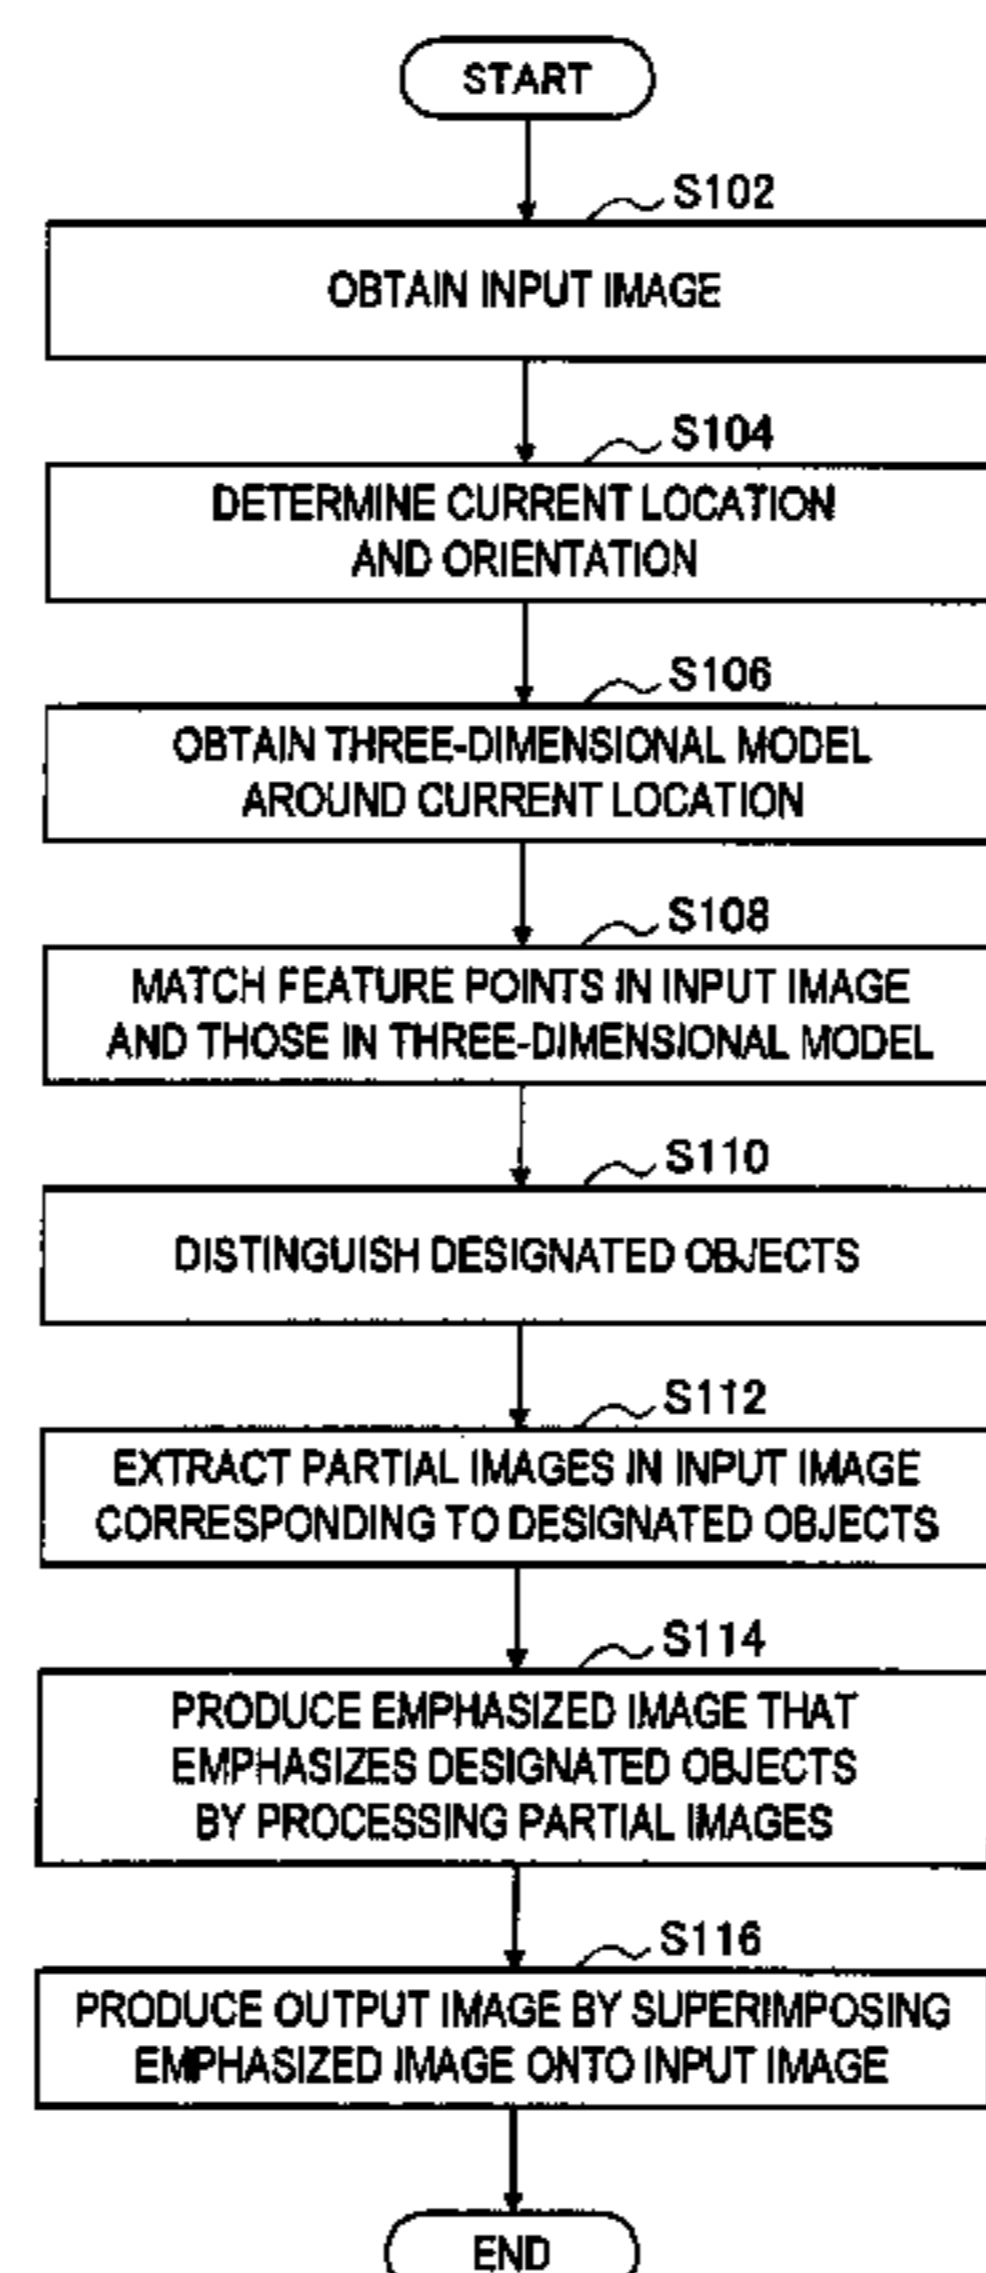 START
S102
OBTAIN INPUT IMAGE
S104
DETERMINE CURRENT LOCATION
AND ORIENTATION
S106
OBTAIN THREE-DIMENSIONAL MODEL
AROUND CURRENT LOCATION
S108
MATCH FEATURE POINTS IN INPUT IMAGE
AND THOSE IN THREE-DIMENSIONAL MODEL
S110
DISTINGUISH DESIGNATED OBJECTS
S112
EXTRACT PARTIAL IMAGES IN INPUT IMAGE
CORRESPONDING TO DESIGNATED OBJECTS
S114
PRODUCE EMPHASIZED IMAGE THAT
EMPHASIZES DESIGNATED OBJECTS
BY PROCESSING PARTIAL IMAGES
S116
PRODUCE OUTPUT IMAGE BY SUPERIMPOSING
EMPHASIZED IMAGE ONTO INPUT IMAGE
END